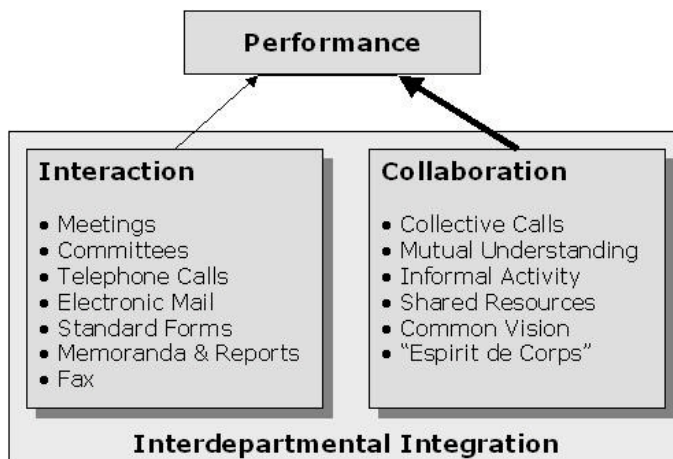 Performance
Interaction
• Meetings
• Committees
• Telephone Calls
• Electronic Mail
• Standard Forms
• Memoranda & Reports
• Fax
Collaboration
• Collective Calls
• Mutual Understanding
• Informal Activity
• Shared Resources
• Common Vision
• “Espirit de Corps”
Interdepartmental Integration